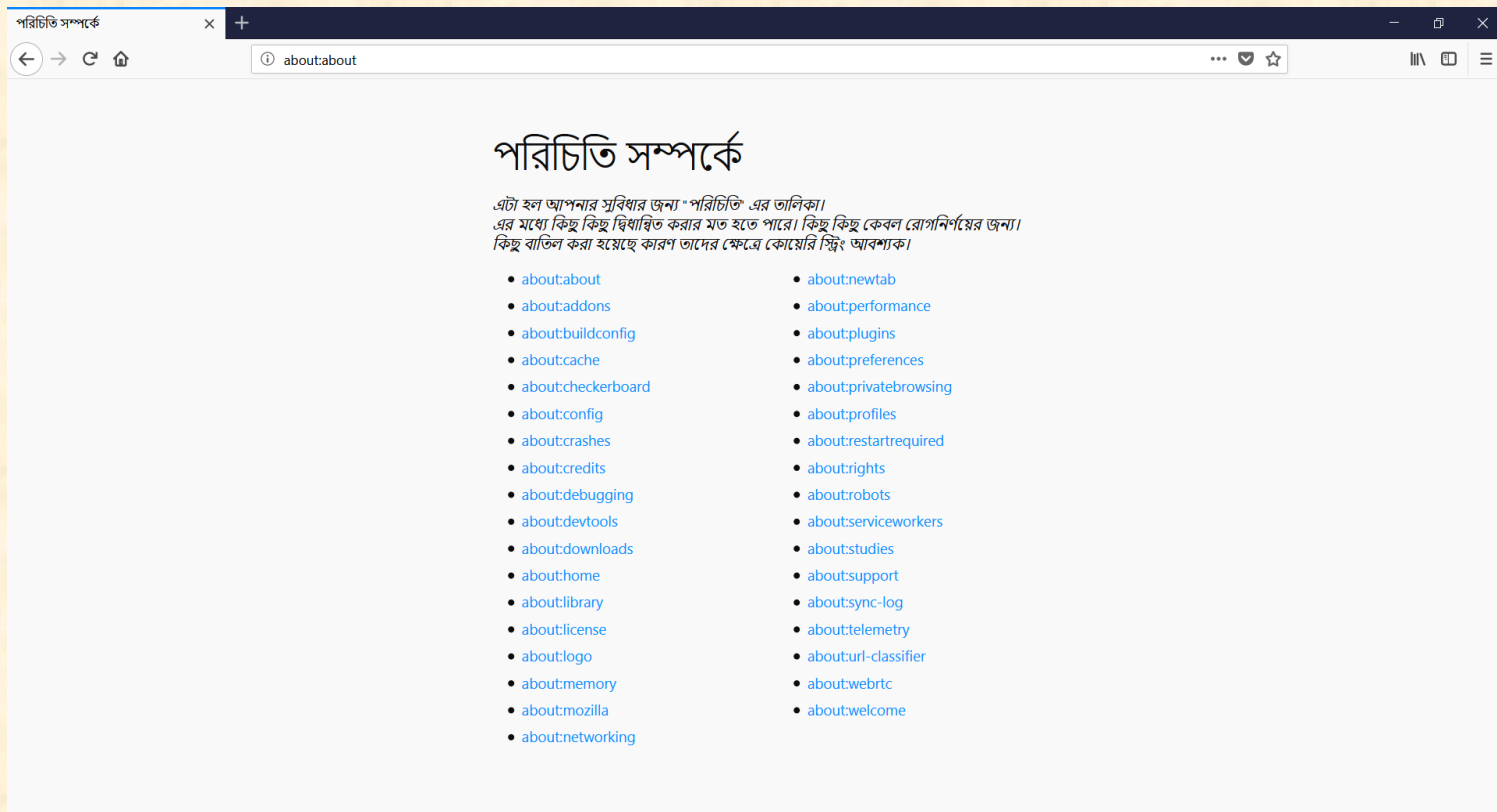 পরিচিতি সম্পর্কে
about:about
পরিচিতি সম্পর্কে
এটা হল আপনার সুবিধার জন্য “পরিচিতি” এর তালিকা।
এর মধ্যে কিছু কিছু দ্বিধান্বিত করার মত হতে পারে। কিছু কিছু কেবল রোগনির্ণয়ের জন্য।
কিছু বাতিল করা হয়েছে কারণ তাদের ক্ষেত্রে কোয়েরি স্ট্রিং আবশ্যক।
about:about
about:addons
about:buildconfig
about:cache
about:checkerboard
about:config
about:crashes
about:credits
about:debugging
about:devtools
about:downloads
about:home
about:library
about:license
about:logo
about:memory
about:mozilla
about:networking
about:newtab
about:performance
about:plugins
about:preferences
about:privatebrowsing
about:profiles
about:restartrequired
about:rights
about:robots
about:serviceworkers
about:studies
about:support
about:sync-log
about:telemetry
about:url-classifier
about:webrtc
about:welcome